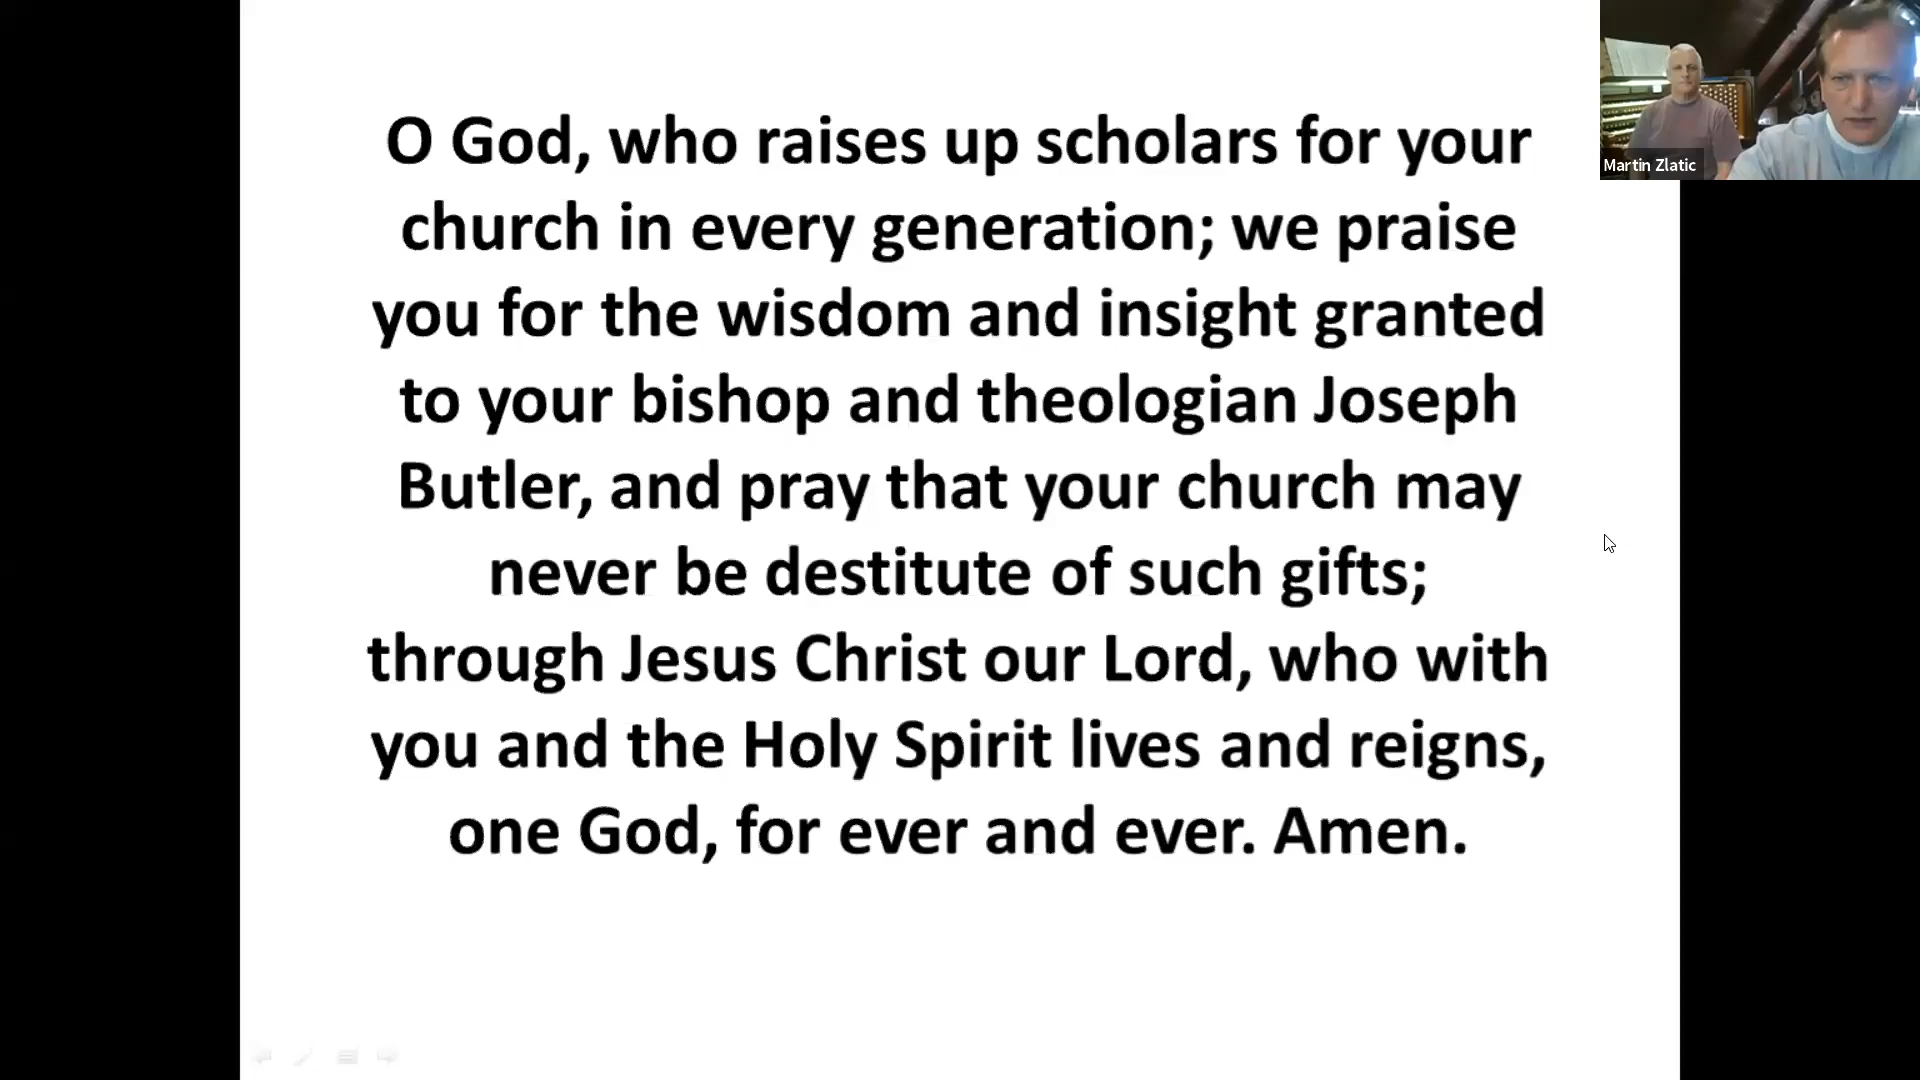 O God, who raises up scholars for your
church in every generation; we praise
you for the wisdom and insight granted
to your bishop and theologian Joseph
Butler, and pray that your church may
never be destitute of such gifts;
through Jesus Christ our Lord, who with
you and the Holy Spirit lives and reigns,
one God, for ever and ever. Amen.
Martin Zlatic